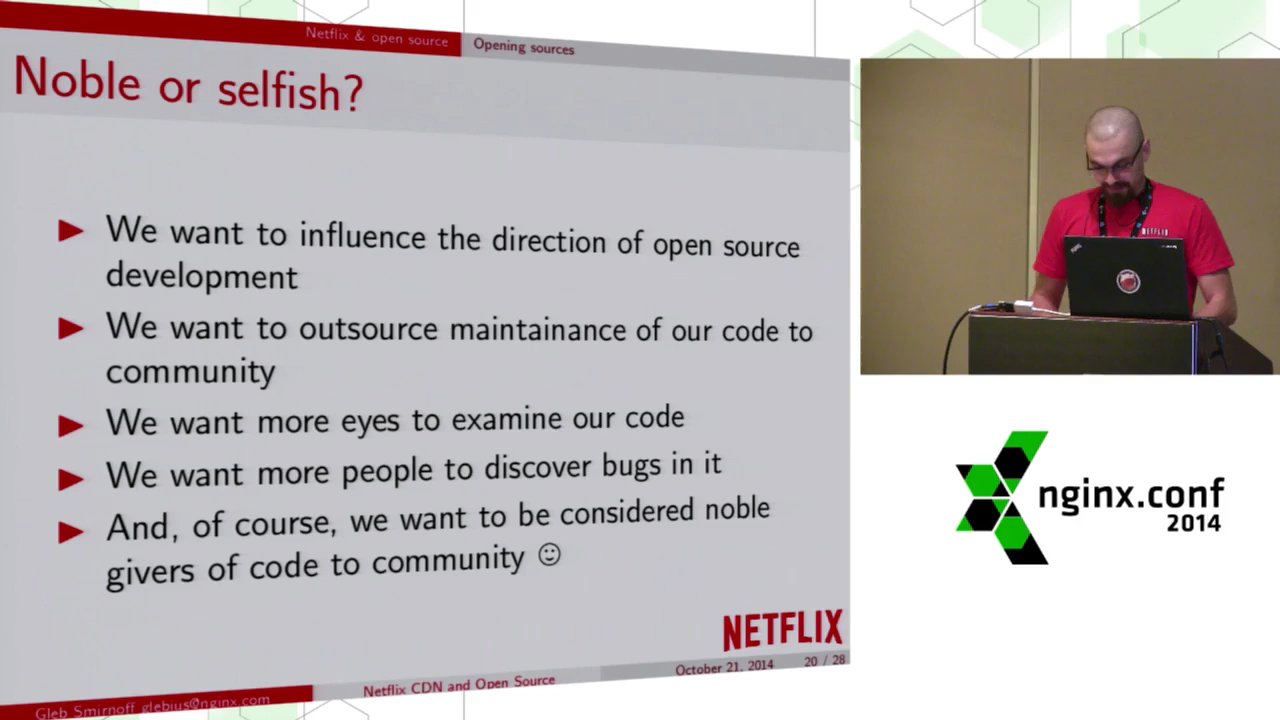 Netflix & open source
Opening sources
Noble or selfish?
We want to influence the direction of open source
development
We want to outsource maintainance of our code to
community
We want more eyes to examine our code
We want more people to discover bugs in it
And, of course, we want to be considered noble
givers of code to community ☺
NETFLIX
October 21, 2014 20 / 28
Netflix CDN and Open Source
Gleb Smirnoff glebius@nginx.com
NETFLIX
nginx.conf
2014